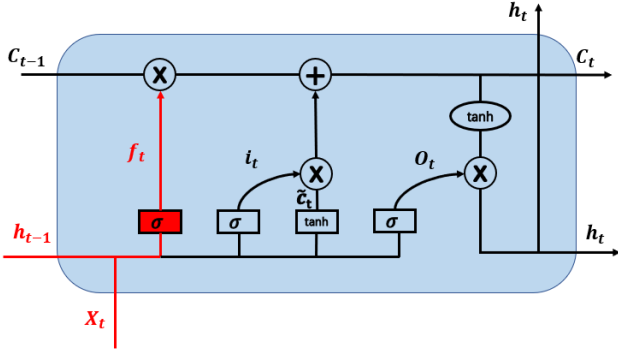 h_t
C_{t-1}
C_t
×
+
tanh
f_t
i_t
O_t
×
×
c̃_t
σ
σ
tanh
σ
h_{t-1}
h_t
X_t